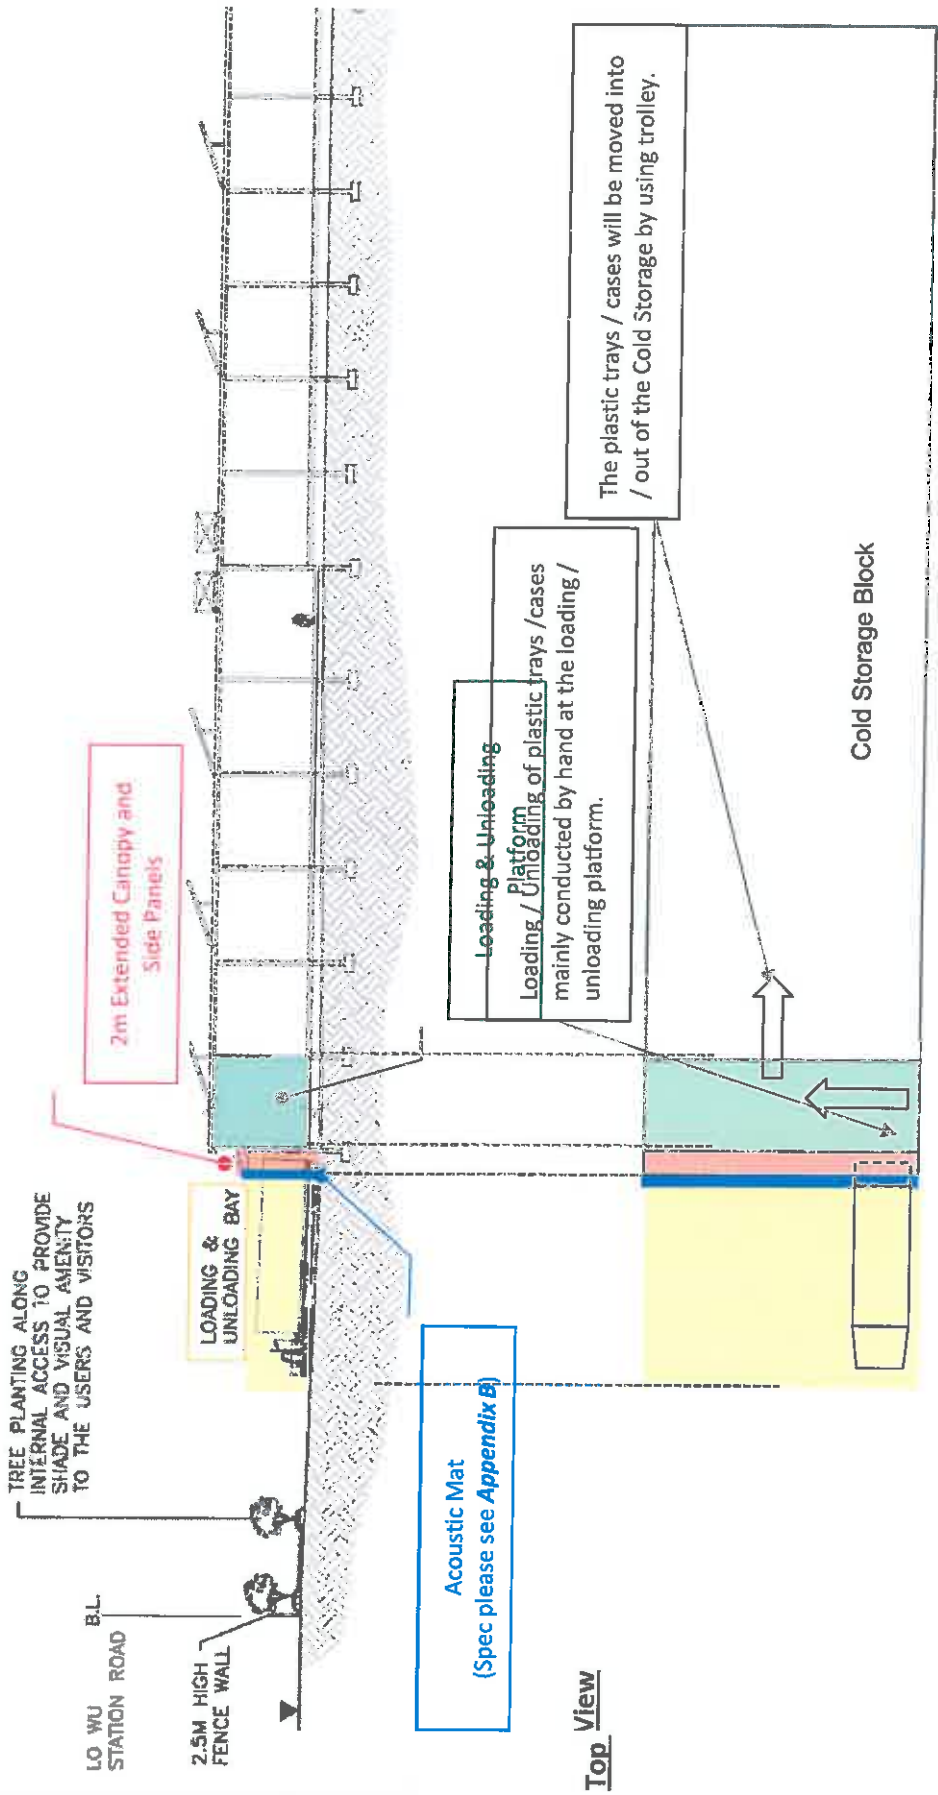 LO WU
STATION ROAD
B.L.
TREE PLANTING ALONG
INTERNAL ACCESS TO PROVIDE
SHADE AND VISUAL AMENITY
TO THE USERS AND VISITORS
2.5M HIGH
FENCE WALL
LOADING &
UNLOADING BAY
2m Extended Canopy and
Side Panels
Acoustic Mat
(Spec please see Appendix B)
Loading & Unloading
Platform
Loading / Unloading of plastic trays /cases
mainly conducted by hand at the loading /
unloading platform.
The plastic trays / cases will be moved into
/ out of the Cold Storage by using trolley.
Top View
Cold Storage Block